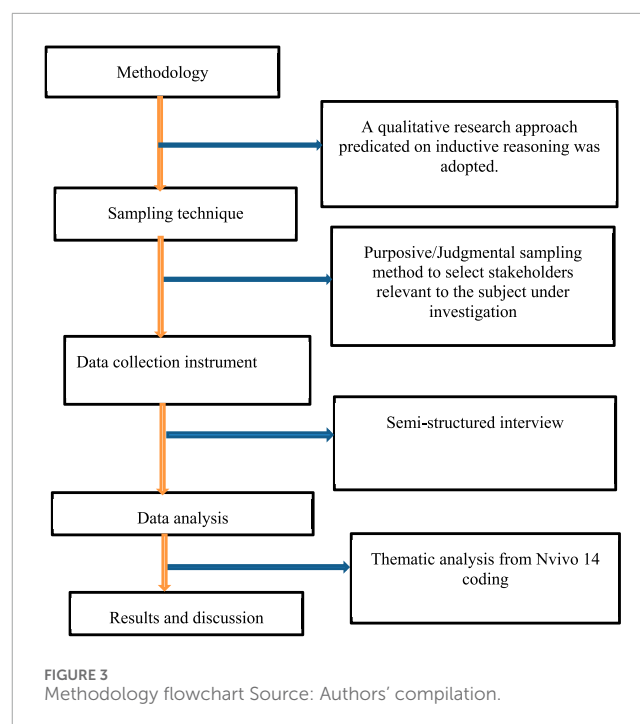 Methodology
A qualitative research approach
predicated on inductive reasoning was
adopted.
Sampling technique
Purposive/Judgmental sampling
method to select stakeholders
relevant to the subject under
investigation
Data collection instrument
Semi-structured interview
Data analysis
Thematic analysis from Nvivo 14
coding
Results and discussion
FIGURE 3
Methodology flowchart Source: Authors' compilation.